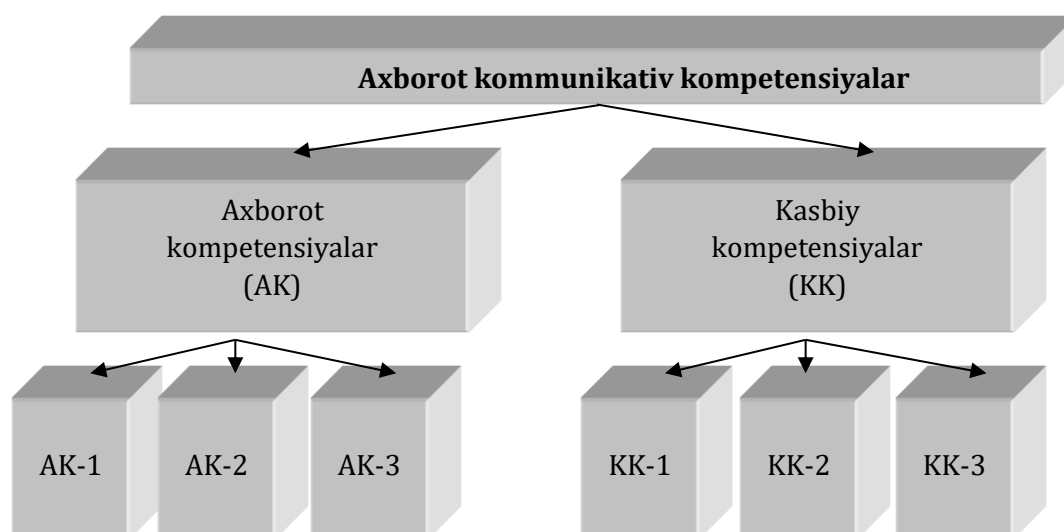 Axborot kommunikativ kompetensiyalar
Axborot
kompetensiyalar
(AK)
Kasbiy
kompetensiyalar
(KK)
AK-1
AK-2
AK-3
KK-1
KK-2
KK-3